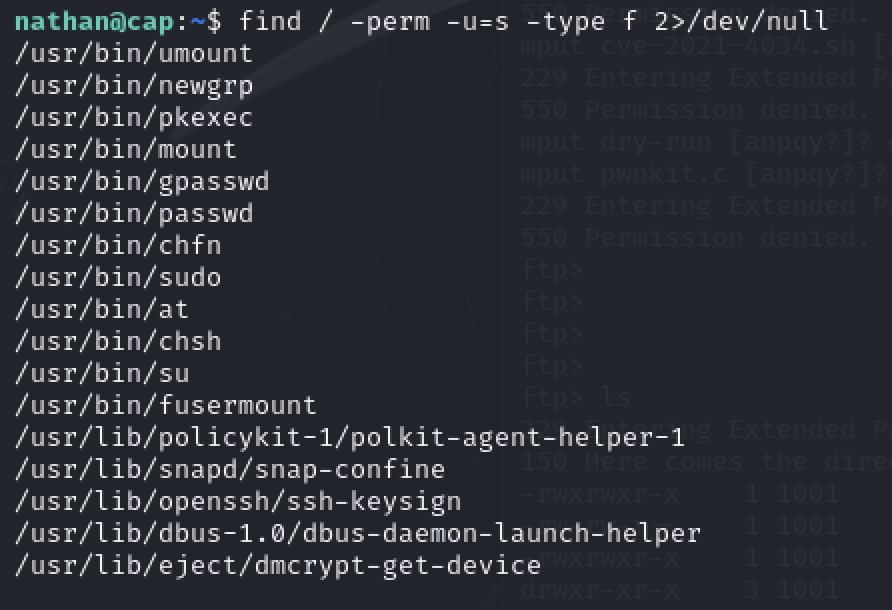 nathan@cap:~$ find / -perm -u=s -type f 2>/dev/null
/usr/bin/umount
/usr/bin/newgrp
/usr/bin/pkexec
/usr/bin/mount
/usr/bin/gpasswd
/usr/bin/passwd
/usr/bin/chfn
/usr/bin/sudo
/usr/bin/at
/usr/bin/chsh
/usr/bin/su
/usr/bin/fusermount
/usr/lib/policykit-1/polkit-agent-helper-1
/usr/lib/snapd/snap-confine
/usr/lib/openssh/ssh-keysign
/usr/lib/dbus-1.0/dbus-daemon-launch-helper
/usr/lib/eject/dmcrypt-get-device
mput cve-2021-4034.sh [
229 Entering Extended P
550 Permission denied.
mput dry-run [anpqy?]?
mput pwnkit.c [anpqy?]?
229 Entering Extended P
550 Permission denied.
ftp>
ftp>
ftp>
ftp>
ftp> ls
Entering Extended P
150 Here comes the dire
-rwxrwxr-x 1 1001
1 1001
1 1001
drwxr-xr-x 3 1001